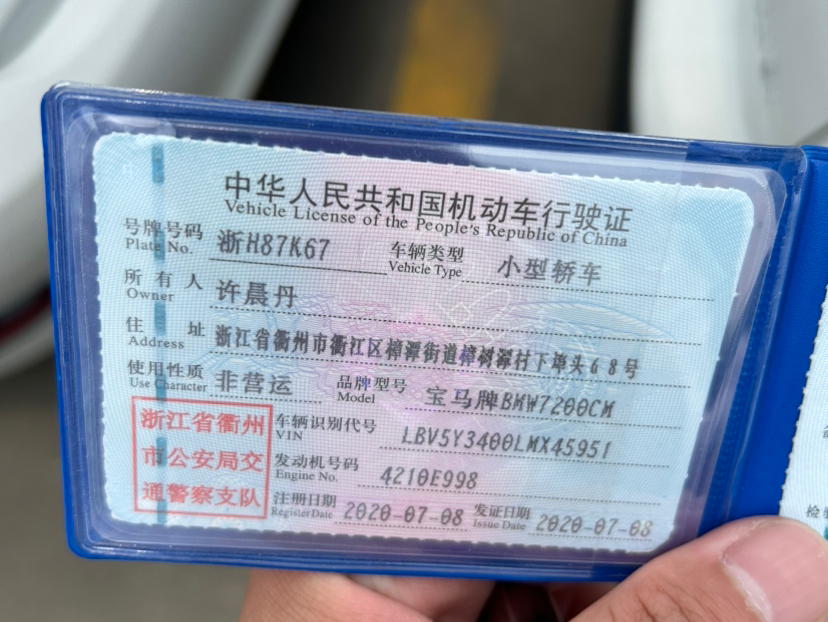 中华人民共和国机动车行驶证
Vehicle License of the People's Republic of China
号牌号码 浙H87K67 车辆类型 小型轿车
Plate No. Vehicle Type
所有人 许晨丹
Owner
住址 浙江省衢州市衢江区樟潭街道樟树潭村下埠头68号
Address
使用性质 非营运 品牌型号 宝马牌BMW7200CM
Use Character Model
浙江省衢州
市公安局交
通警察支队
车辆识别代号 LBV5Y3400LMX45951
VIN
发动机号码 4210E998
Engine No.
注册日期 2020-07-08 发证日期 2020-07-08
Register Date Issue Date
检验